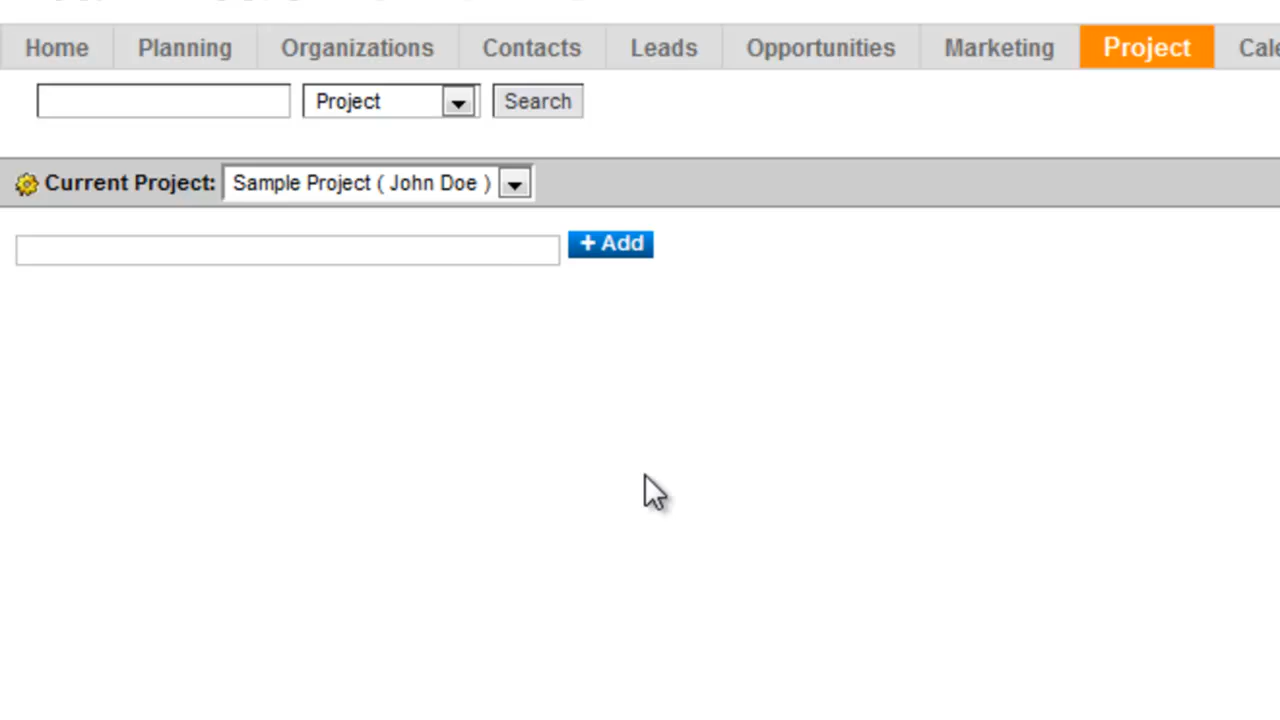 Home Planning Organizations Contacts Leads Opportunities Marketing Project
Project Search
Current Project: Sample Project ( John Doe )
+ Add